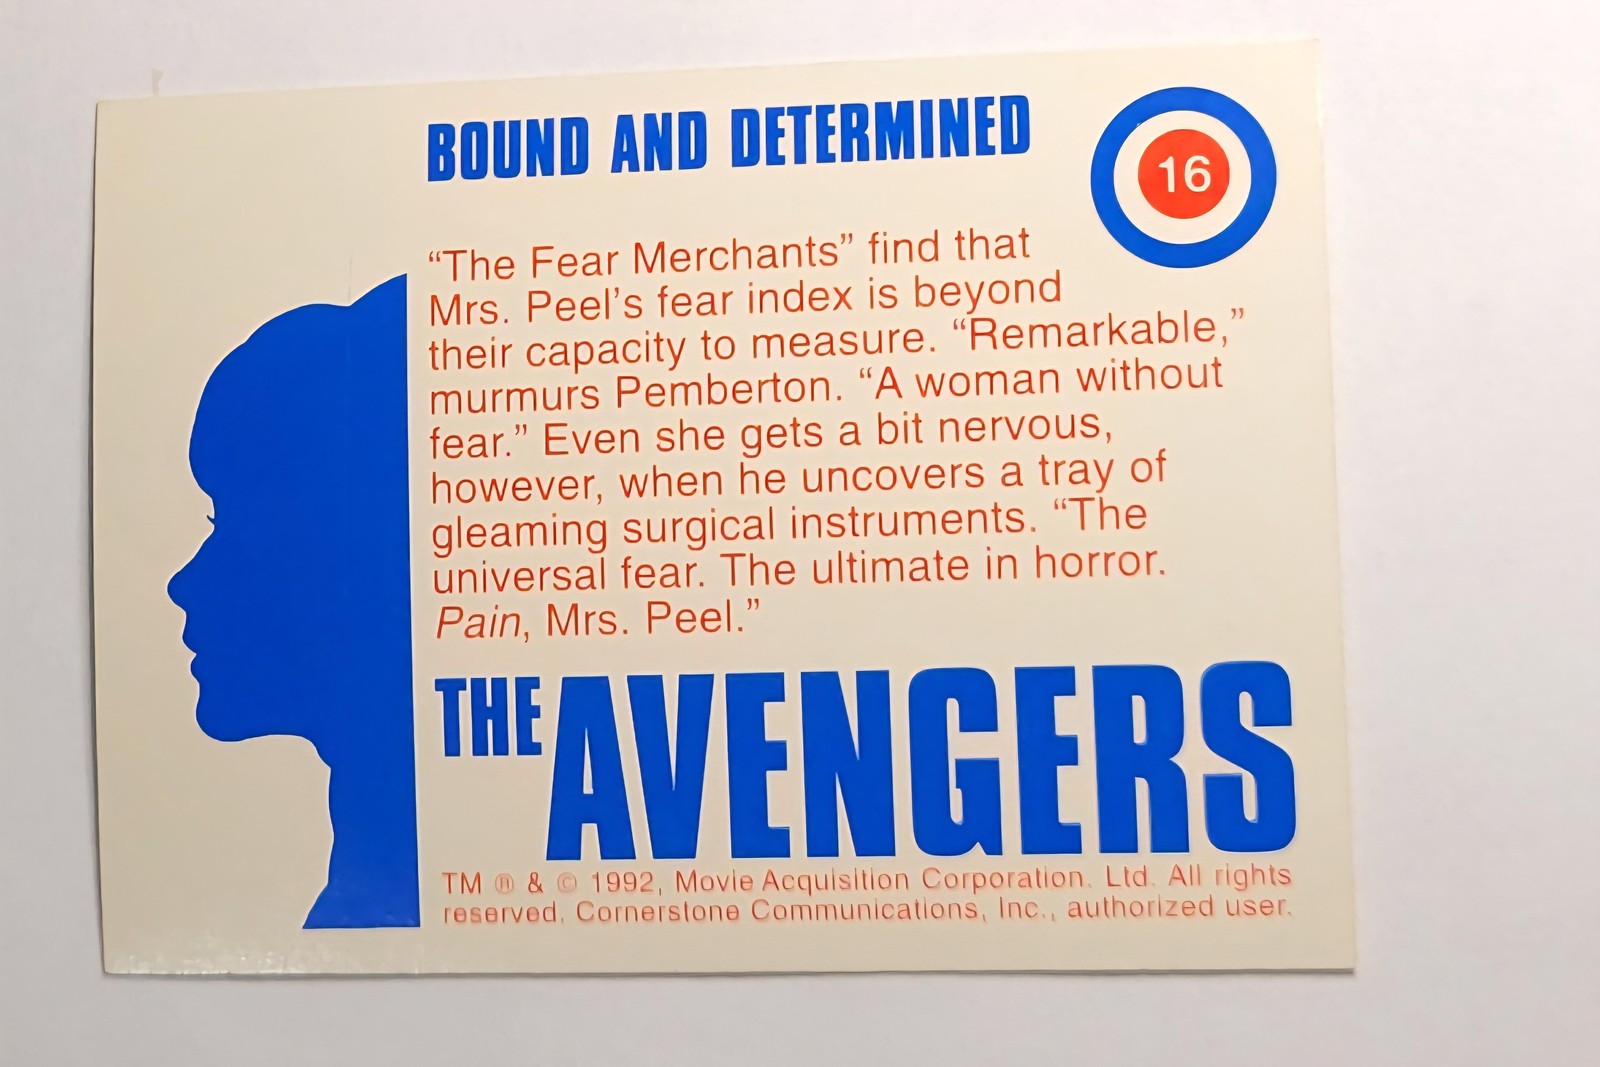 BOUND AND DETERMINED
16
“The Fear Merchants” find that
Mrs. Peel’s fear index is beyond
their capacity to measure. “Remarkable,”
murmurs Pemberton. “A woman without
fear.” Even she gets a bit nervous,
however, when he uncovers a tray of
gleaming surgical instruments. “The
universal fear. The ultimate in horror.
Pain, Mrs. Peel.”
THE AVENGERS
TM ® & © 1992, Movie Acquisition Corporation. Ltd. All rights
reserved. Cornerstone Communications, Inc., authorized user.